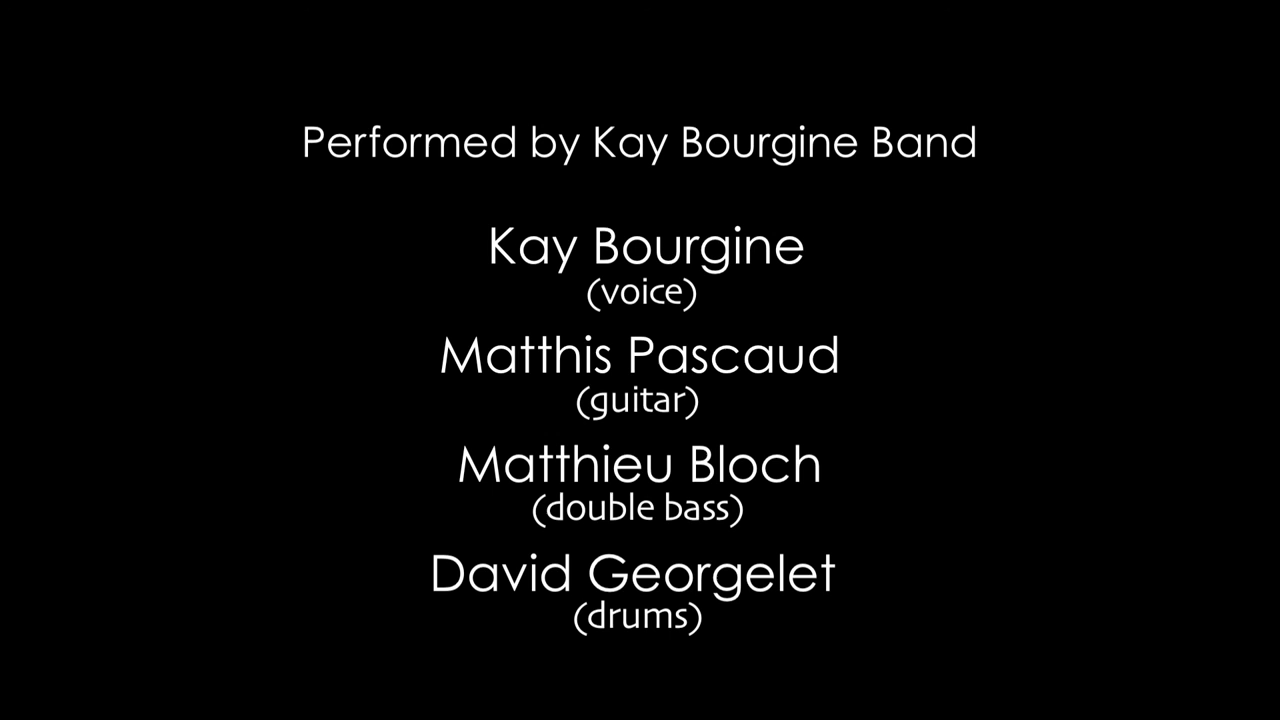 Performed by Kay Bourgine Band
Kay Bourgine
(voice)
Matthis Pascaud
(guitar)
Matthieu Bloch
(double bass)
David Georgelet
(drums)